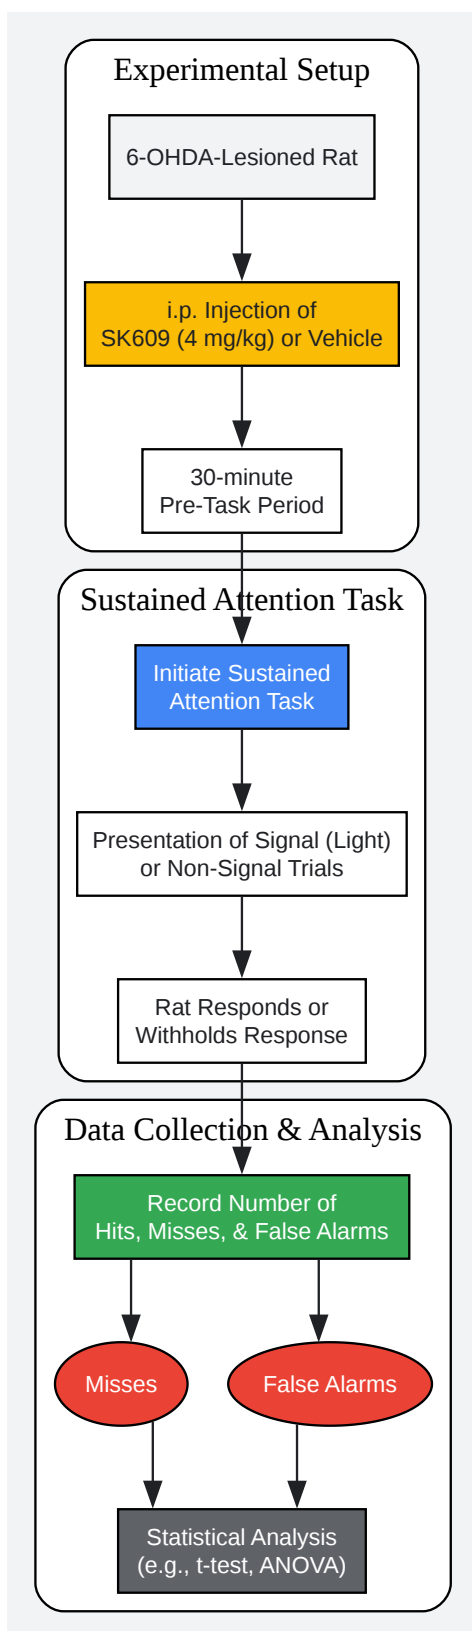 Experimental Setup
6-OHDA-Lesioned Rat
i.p. Injection of
SK609 (4 mg/kg) or Vehicle
30-minute
Pre-Task Period
Sustained Attention Task
Initiate Sustained
Attention Task
Presentation of Signal (Light)
or Non-Signal Trials
Rat Responds or
Withholds Response
Data Collection & Analysis
Record Number of
Hits, Misses, & False Alarms
Misses
False Alarms
Statistical Analysis
(e.g., t-test, ANOVA)